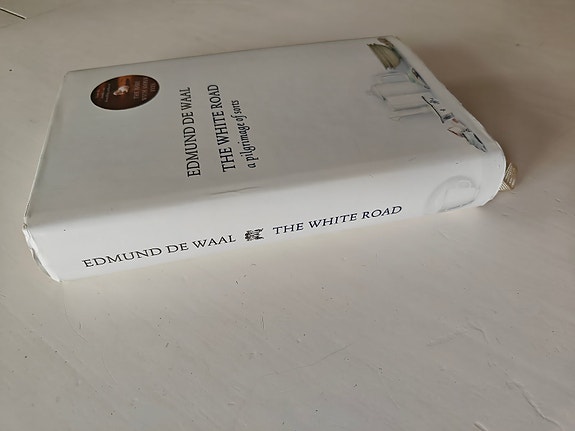 EDMUND DE WAAL
THE WHITE ROAD
a pilgrimage of sorts
EDMUND DE WAAL THE WHITE ROAD